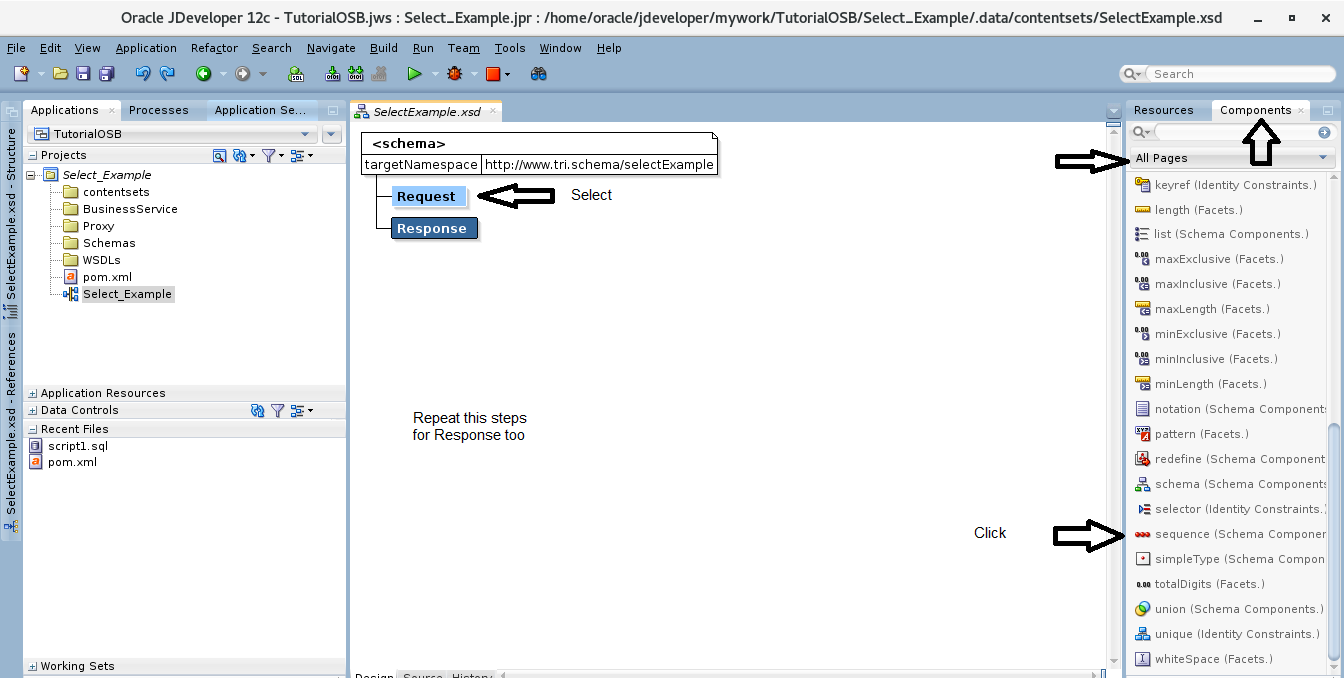 Oracle JDeveloper 12c - TutorialOSB.jws : Select_Example.jpr : /home/oracle/jdeveloper/mywork/TutorialOSB/Select_Example/.data/contentsets/SelectExample.xsd
File Edit View Application Refactor Search Navigate Build Run Team Tools Window Help
Search
Applications Processes Application Se...
TutorialOSB
Projects
Select_Example
contentsets
BusinessService
Proxy
Schemas
WSDLs
pom.xml
Select_Example
Application Resources
Data Controls
Recent Files
script1.sql
pom.xml
Working Sets
SelectExample.xsd - Structure
SelectExample.xsd - References
SelectExample.xsd
<schema>
targetNamespace http://www.tri.schema/selectExample
Request
Select
Response
Repeat this steps
for Response too
Click
Design Source History
Resources Components
All Pages
keyref (Identity Constraints.)
length (Facets.)
list (Schema Components.)
maxExclusive (Facets.)
maxInclusive (Facets.)
maxLength (Facets.)
minExclusive (Facets.)
minInclusive (Facets.)
minLength (Facets.)
notation (Schema Components
pattern (Facets.)
redefine (Schema Component
schema (Schema Components
selector (Identity Constraints.
sequence (Schema Componen
simpleType (Schema Compon
totalDigits (Facets.)
union (Schema Components.)
unique (Identity Constraints.)
whiteSpace (Facets.)